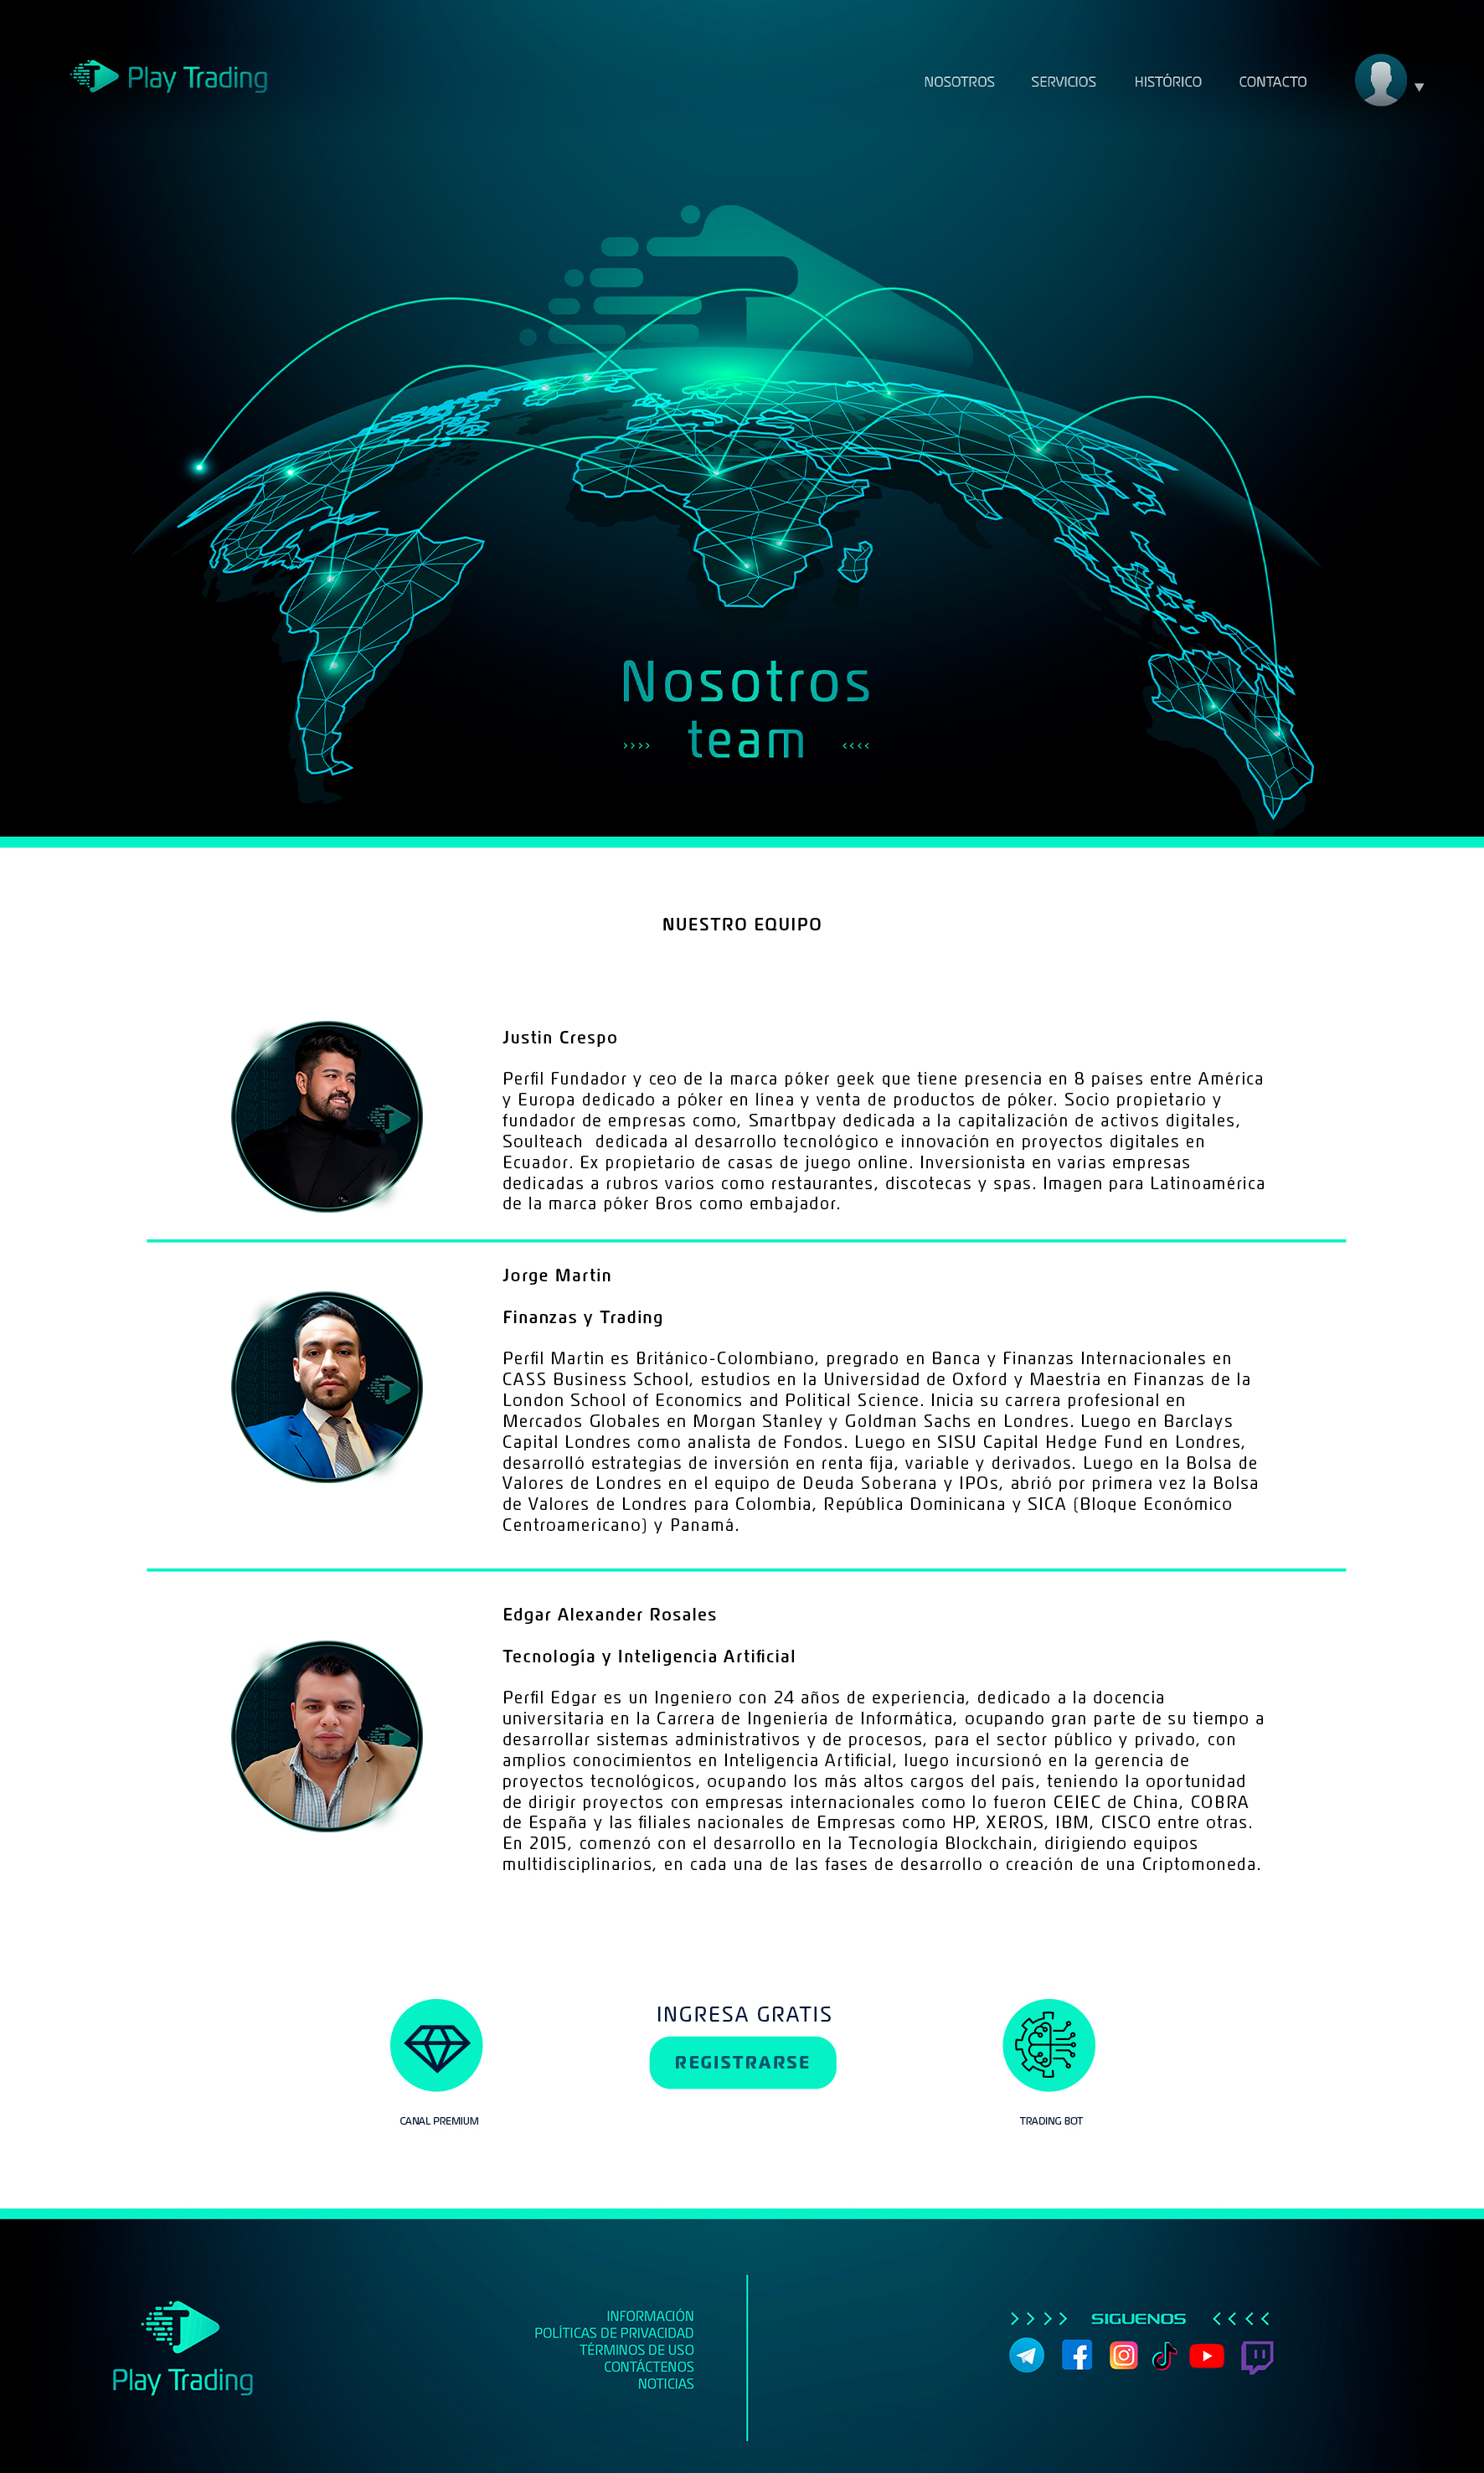 Play Trading
NOSOTROS SERVICIOS HISTÓRICO CONTACTO
Nosotros
>>>> team <<<<
NUESTRO EQUIPO
Justin Crespo
Perfil Fundador y ceo de la marca póker geek que tiene presencia en 8 países entre América
y Europa dedicado a póker en línea y venta de productos de póker. Socio propietario y
fundador de empresas como, Smartbpay dedicada a la capitalización de activos digitales,
Soulteach dedicada al desarrollo tecnológico e innovación en proyectos digitales en
Ecuador. Ex propietario de casas de juego online. Inversionista en varias empresas
dedicadas a rubros varios como restaurantes, discotecas y spas. Imagen para Latinoamérica
de la marca póker Bros como embajador.
Jorge Martin
Finanzas y Trading
Perfil Martin es Británico-Colombiano, pregrado en Banca y Finanzas Internacionales en
CASS Business School, estudios en la Universidad de Oxford y Maestría en Finanzas de la
London School of Economics and Political Science. Inicia su carrera profesional en
Mercados Globales en Morgan Stanley y Goldman Sachs en Londres. Luego en Barclays
Capital Londres como analista de Fondos. Luego en SISU Capital Hedge Fund en Londres,
desarrolló estrategias de inversión en renta fija, variable y derivados. Luego en la Bolsa de
Valores de Londres en el equipo de Deuda Soberana y IPOs, abrió por primera vez la Bolsa
de Valores de Londres para Colombia, República Dominicana y SICA (Bloque Económico
Centroamericano) y Panamá.
Edgar Alexander Rosales
Tecnología y Inteligencia Artificial
Perfil Edgar es un Ingeniero con 24 años de experiencia, dedicado a la docencia
universitaria en la Carrera de Ingeniería de Informática, ocupando gran parte de su tiempo a
desarrollar sistemas administrativos y de procesos, para el sector público y privado, con
amplios conocimientos en Inteligencia Artificial, luego incursionó en la gerencia de
proyectos tecnológicos, ocupando los más altos cargos del país, teniendo la oportunidad
de dirigir proyectos con empresas internacionales como lo fueron CEIEC de China, COBRA
de España y las filiales nacionales de Empresas como HP, XEROS, IBM, CISCO entre otras.
En 2015, comenzó con el desarrollo en la Tecnología Blockchain, dirigiendo equipos
multidisciplinarios, en cada una de las fases de desarrollo o creación de una Criptomoneda.
INGRESA GRATIS
REGISTRARSE
CANAL PREMIUM
TRADING BOT
Play Trading
INFORMACIÓN
POLÍTICAS DE PRIVACIDAD
TÉRMINOS DE USO
CONTÁCTENOS
NOTICIAS
>>>> SIGUENOS <<<<